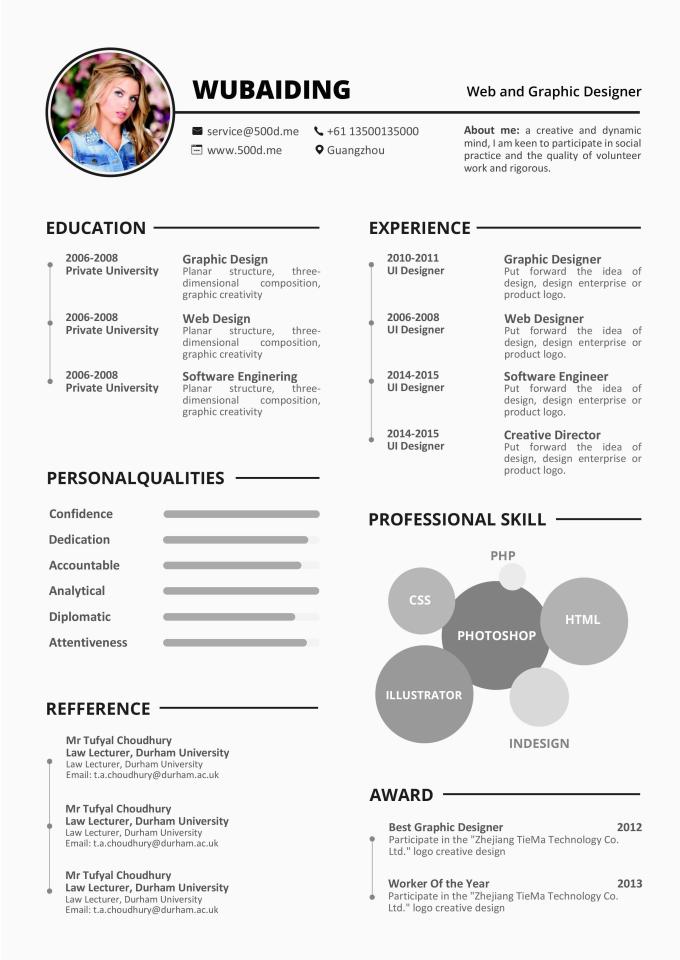 WUBAIDING
Web and Graphic Designer
service@500d.me
+61 13500135000
www.500d.me
Guangzhou
About me: a creative and dynamic
mind, I am keen to participate in social
practice and the quality of volunteer
work and rigorous.
EDUCATION
2006-2008
Private University
Graphic Design
Planar structure, three-
dimensional composition,
graphic creativity
2006-2008
Private University
Web Design
Planar structure, three-
dimensional composition,
graphic creativity
2006-2008
Private University
Software Enginering
Planar structure, three-
dimensional composition,
graphic creativity
PERSONALQUALITIES
Confidence
Dedication
Accountable
Analytical
Diplomatic
Attentiveness
REFFERENCE
Mr Tufyal Choudhury
Law Lecturer, Durham University
Law Lecturer, Durham University
Email: t.a.choudhury@durham.ac.uk
Mr Tufyal Choudhury
Law Lecturer, Durham University
Law Lecturer, Durham University
Email: t.a.choudhury@durham.ac.uk
Mr Tufyal Choudhury
Law Lecturer, Durham University
Law Lecturer, Durham University
Email: t.a.choudhury@durham.ac.uk
EXPERIENCE
2010-2011
UI Designer
Graphic Designer
Put forward the idea of
design, design enterprise or
product logo.
2006-2008
UI Designer
Web Designer
Put forward the idea of
design, design enterprise or
product logo.
2014-2015
UI Designer
Software Engineer
Put forward the idea of
design, design enterprise or
product logo.
2014-2015
UI Designer
Creative Director
Put forward the idea of
design, design enterprise or
product logo.
PROFESSIONAL SKILL
PHP
CSS
HTML
PHOTOSHOP
ILLUSTRATOR
INDESIGN
AWARD
Best Graphic Designer 2012
Participate in the "Zhejiang TieMa Technology Co.
Ltd." logo creative design
Worker Of the Year 2013
Participate in the "Zhejiang TieMa Technology Co.
Ltd." logo creative design